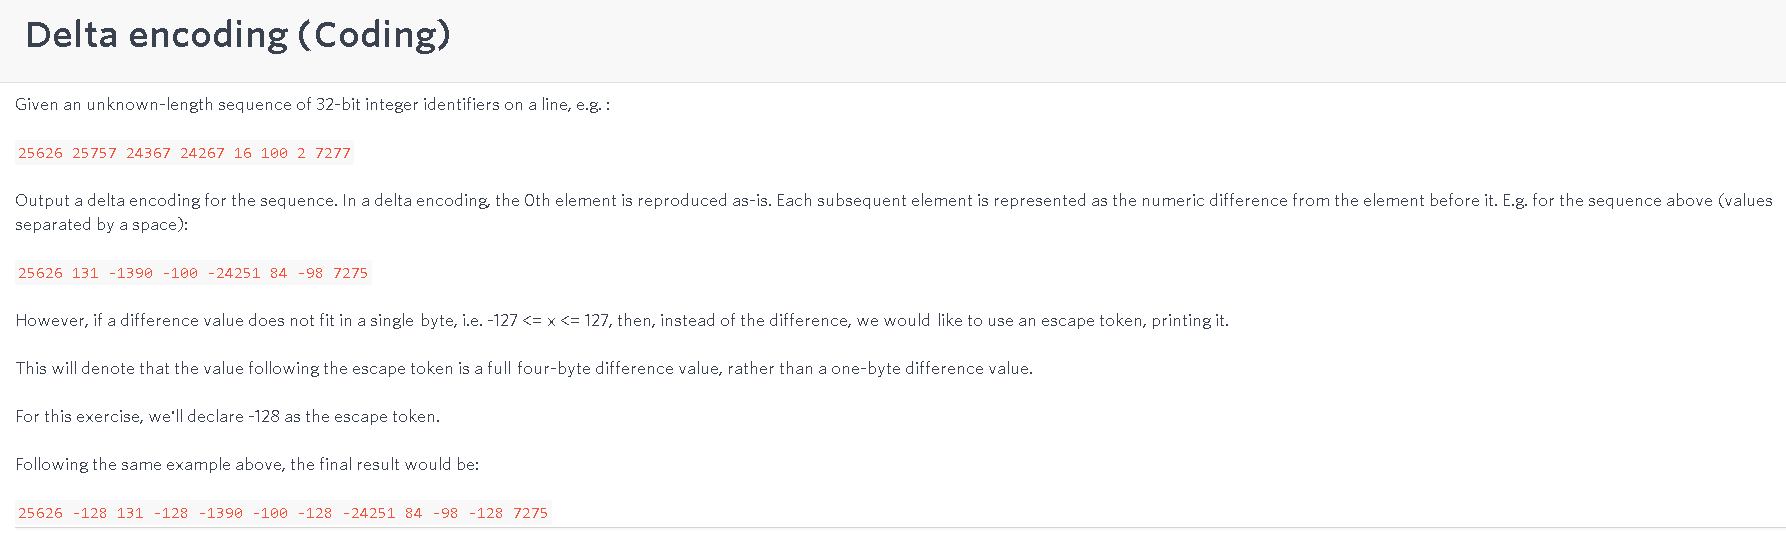 Delta encoding (Coding)
Given an unknown-length sequence of 32-bit integer identifiers on a line, e.g. :
25626 25757 24367 24267 16 100 2 7277
Output a delta encoding for the sequence. In a delta encoding, the 0th element is reproduced as-is. Each subsequent element is represented as the numeric difference from the element before it. E.g. for the sequence above (values
separated by a space):
25626 131 -1390 -100 -24251 84 -98 7275
However, if a difference value does not fit in a single byte, i.e. -127 <= x <= 127, then, instead of the difference, we would like to use an escape token, printing it.
This will denote that the value following the escape token is a full four-byte difference value, rather than a one-byte difference value.
For this exercise, we'll declare -128 as the escape token.
Following the same example above, the final result would be:
25626 -128 131 -128 -1390 -100 -128 -24251 84 -98 -128 7275